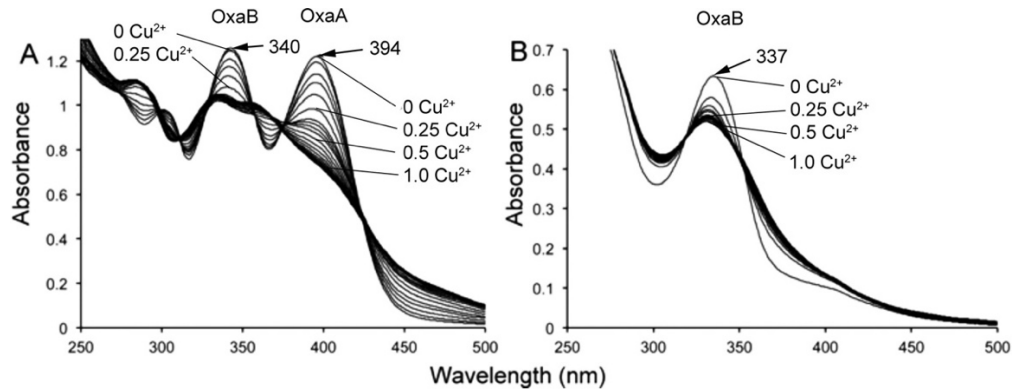 OxaB OxaA
A
0 Cu²⁺
0.25 Cu²⁺
340
394
0 Cu²⁺
0.25 Cu²⁺
0.5 Cu²⁺
1.0 Cu²⁺
1.2
1
0.8
0.6
0.4
0.2
0
Absorbance
250 300 350 400 450 500
OxaB
B
337
0 Cu²⁺
0.25 Cu²⁺
0.5 Cu²⁺
1.0 Cu²⁺
0.7
0.6
0.5
0.4
0.3
0.2
0.1
0
Absorbance
250 300 350 400 450 500
Wavelength (nm)